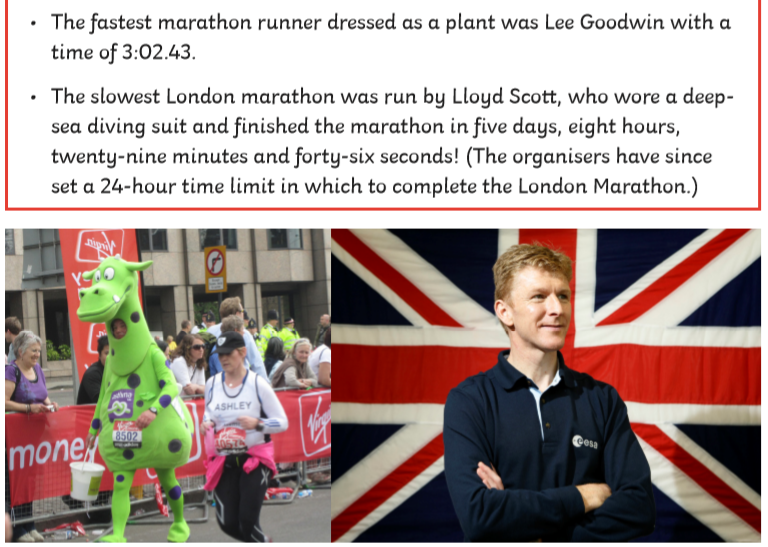 • The fastest marathon runner dressed as a plant was Lee Goodwin with a
time of 3:02.43.
• The slowest London marathon was run by Lloyd Scott, who wore a deep-
sea diving suit and finished the marathon in five days, eight hours,
twenty-nine minutes and forty-six seconds! (The organisers have since
set a 24-hour time limit in which to complete the London Marathon.)
Virgin
money
8502
ASHLEY
Virgin
esa